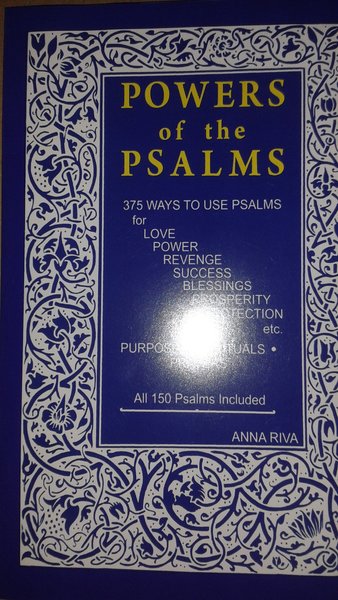 POWERS
of the
PSALMS
375 WAYS TO USE PSALMS
for
LOVE
POWER
REVENGE
SUCCESS
BLESSINGS
PROSPERITY
PROTECTION
etc.
All 150 Psalms Included
ANNA RIVA